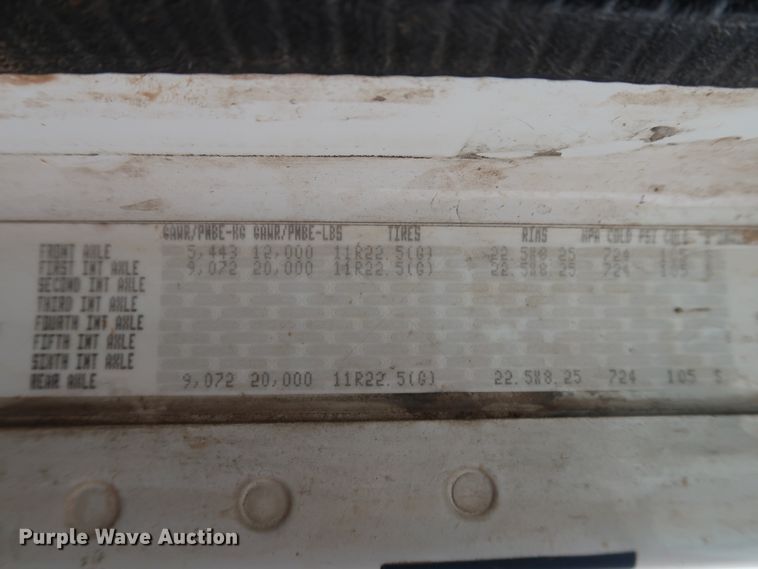 GAWR/PNBE-KG GAWR/PNBE-LBS TIRES RIMS KPA COLD PSI COLD
FRONT AXLE 5,443 12,000 11R22.5(G) 22.5X8.25 724 105 S
FIRST INT AXLE 9,072 20,000 11R22.5(G) 22.5X8.25 724 105 S
SECOND INT AXLE
THIRD INT AXLE
FOURTH INT AXLE
FIFTH INT AXLE
SIXTH INT AXLE
REAR AXLE 9,072 20,000 11R22.5(G) 22.5X8.25 724 105 S
Purple Wave Auction